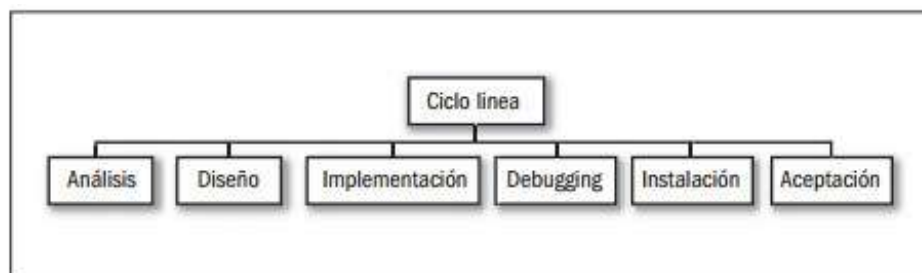 Ciclo linea
Análisis
Diseño
Implementación
Debugging
Instalación
Aceptación